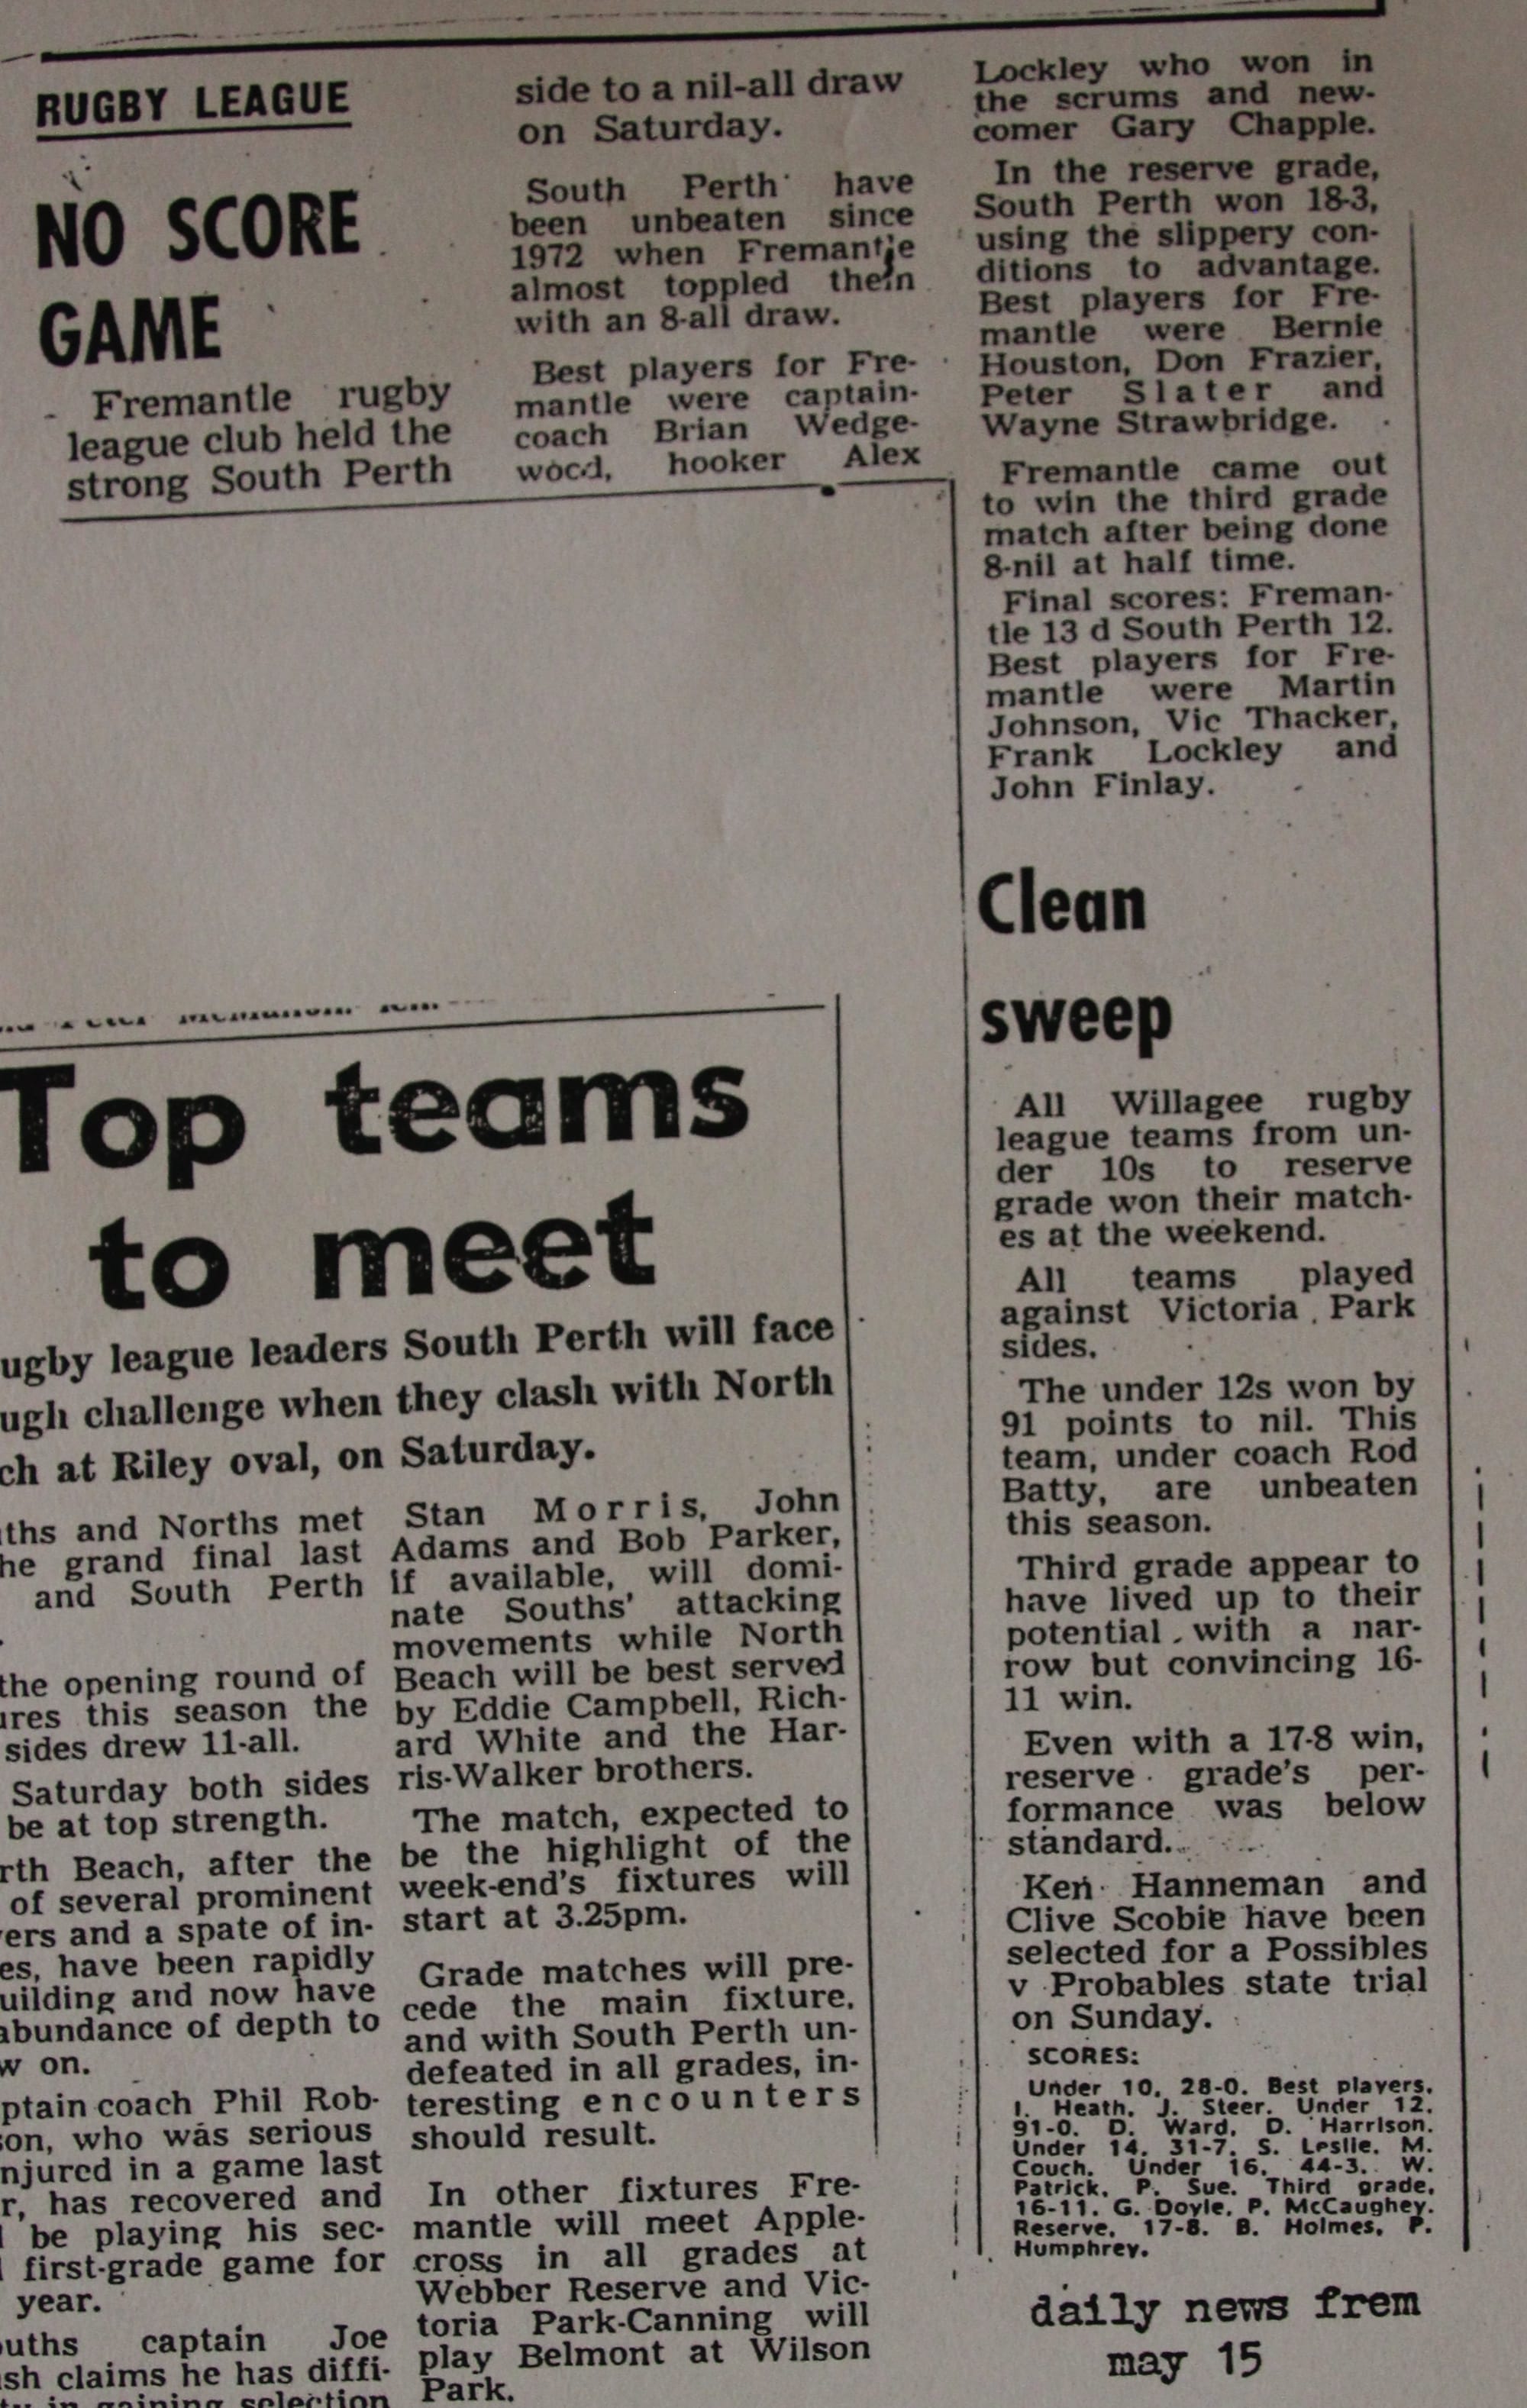 RUGBY LEAGUE
NO SCORE
GAME
Fremantle rugby
league club held the
strong South Perth
side to a nil-all draw
on Saturday.
South Perth have
been unbeaten since
1972 when Fremantle
almost toppled them
with an 8-all draw.
Best players for Fre-
mantle were captain-
coach Brian Wedge-
wood, hooker Alex
Lockley who won in
the scrums and new-
comer Gary Chapple.
In the reserve grade,
South Perth won 18-3,
using the slippery con-
ditions to advantage.
Best players for Fre-
mantle were Bernie
Houston, Don Frazier,
Peter Slater and
Wayne Strawbridge.
Fremantle came out
to win the third grade
match after being done
8-nil at half time.
Final scores: Freman-
tle 13 d South Perth 12.
Best players for Fre-
mantle were Martin
Johnson, Vic Thacker,
Frank Lockley and
John Finlay.
Clean
sweep
All Willagee rugby
league teams from un-
der 10s to reserve
grade won their match-
es at the weekend.
All teams played
against Victoria Park
sides.
The under 12s won by
91 points to nil. This
team, under coach Rod
Batty, are unbeaten
this season.
Third grade appear to
have lived up to their
potential with a nar-
row but convincing 16-
11 win.
Even with a 17-8 win,
reserve grade's per-
formance was below
standard.
Ken Hanneman and
Clive Scobie have been
selected for a Possibles
v Probables state trial
on Sunday.
SCORES:
Under 10, 28-0. Best players,
I. Heath, J. Steer. Under 12,
91-0. D. Ward, D. Harrison.
Under 14, 31-7. S. Leslie, M.
Couch. Under 16, 44-3. W.
Patrick, P. Sue. Third grade,
16-11. G. Doyle, P. McCaughey.
Reserve, 17-8. B. Holmes, P.
Humphrey.
daily news frem
may 15
Top teams
to meet
ugby league leaders South Perth will face
ugh challenge when they clash with North
ch at Riley oval, on Saturday.
ths and Norths met
he grand final last
and South Perth
the opening round of
ures this season the
sides drew 11-all.
Saturday both sides
be at top strength.
rth Beach, after the
of several prominent
ers and a spate of in-
es, have been rapidly
uilding and now have
abundance of depth to
w on.
ptain coach Phil Rob-
on, who was serious
njured in a game last
r, has recovered and
be playing his sec-
first-grade game for
year.
ouths captain Joe
sh claims he has diffi-
in gaining selection
Stan Morris, John
Adams and Bob Parker,
if available, will domi-
nate Souths' attacking
movements while North
Beach will be best served
by Eddie Campbell, Rich-
ard White and the Har-
ris-Walker brothers.
The match, expected to
be the highlight of the
week-end's fixtures will
start at 3.25pm.
Grade matches will pre-
cede the main fixture,
and with South Perth un-
defeated in all grades, in-
teresting encounters
should result.
In other fixtures Fre-
mantle will meet Apple-
cross in all grades at
Webber Reserve and Vic-
toria Park-Canning will
play Belmont at Wilson
Park.